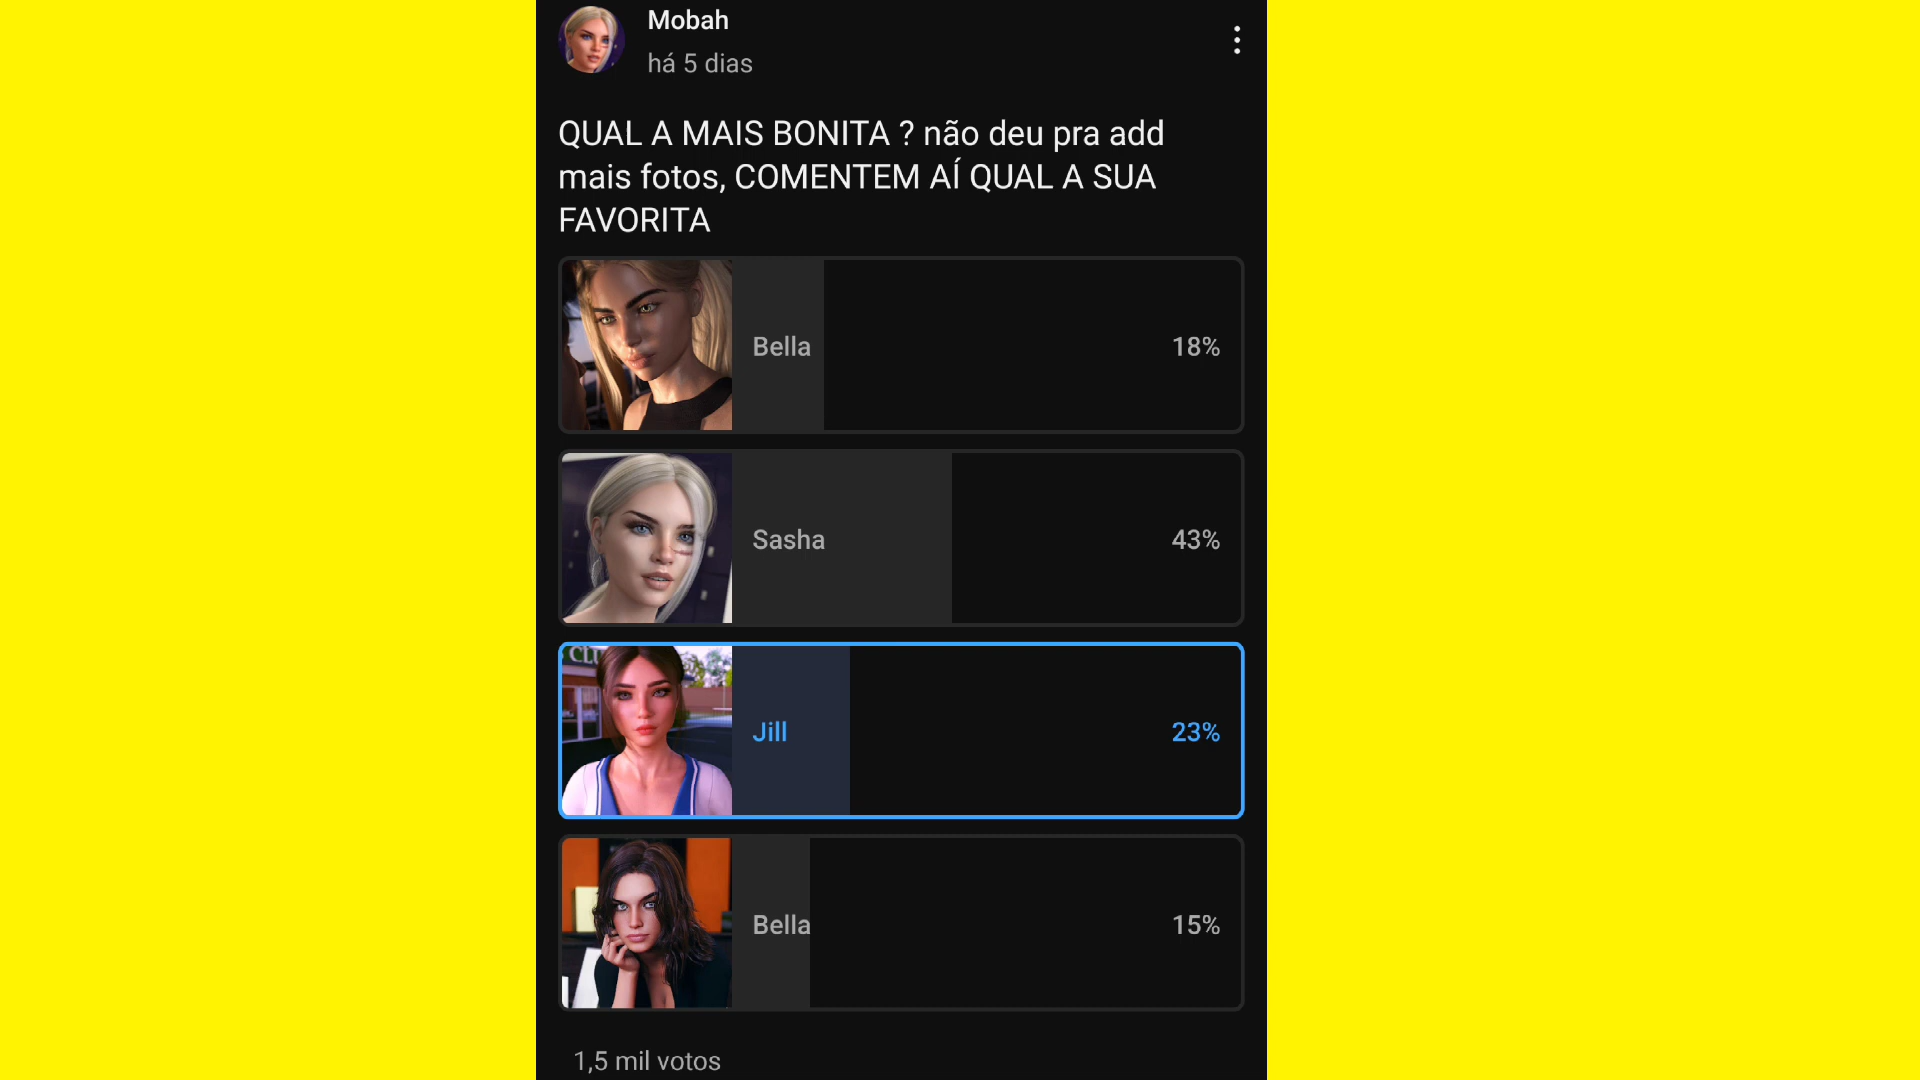 Mobah
há 5 dias
QUAL A MAIS BONITA ? não deu pra add
mais fotos, COMENTEM AÍ QUAL A SUA
FAVORITA
Bella
18%
Sasha
43%
CLU
Jill
23%
Bella
15%
1,5 mil votos